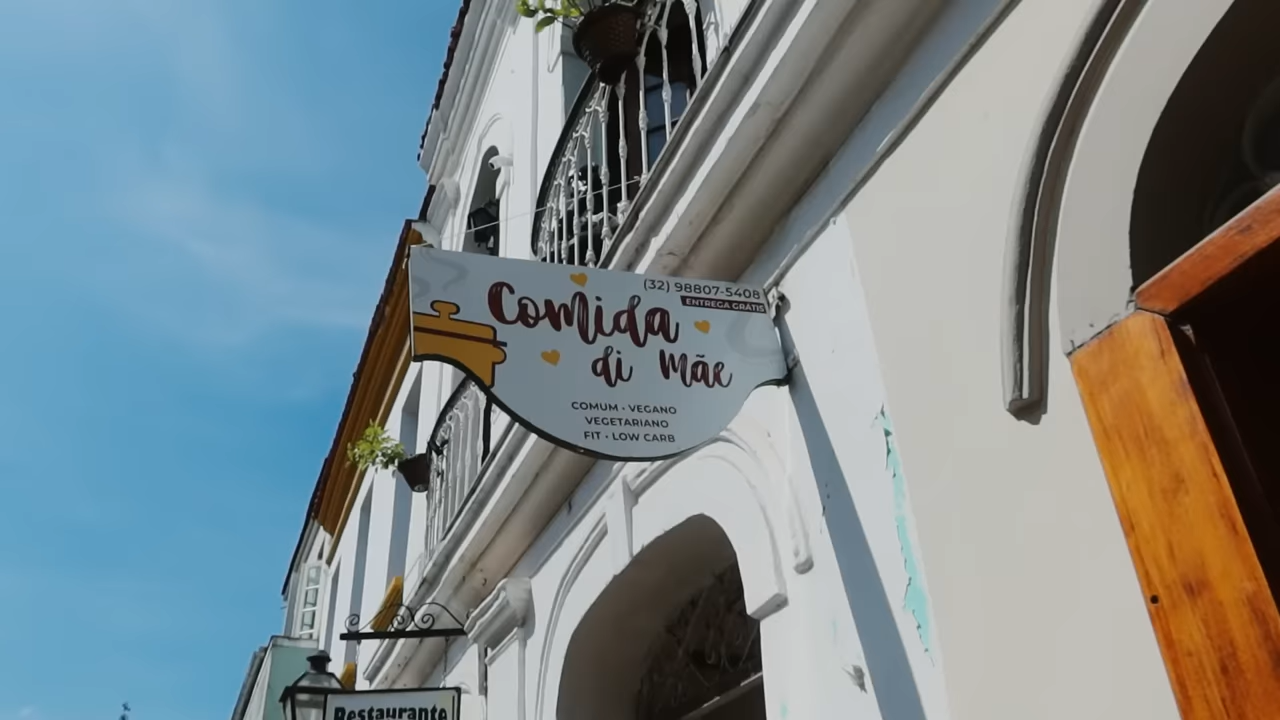 (32) 98807-5408
ENTREGA GRÁTIS
Comida
di mãe
COMUM · VEGANO
VEGETARIANO
FIT · LOW CARB
Restaurante